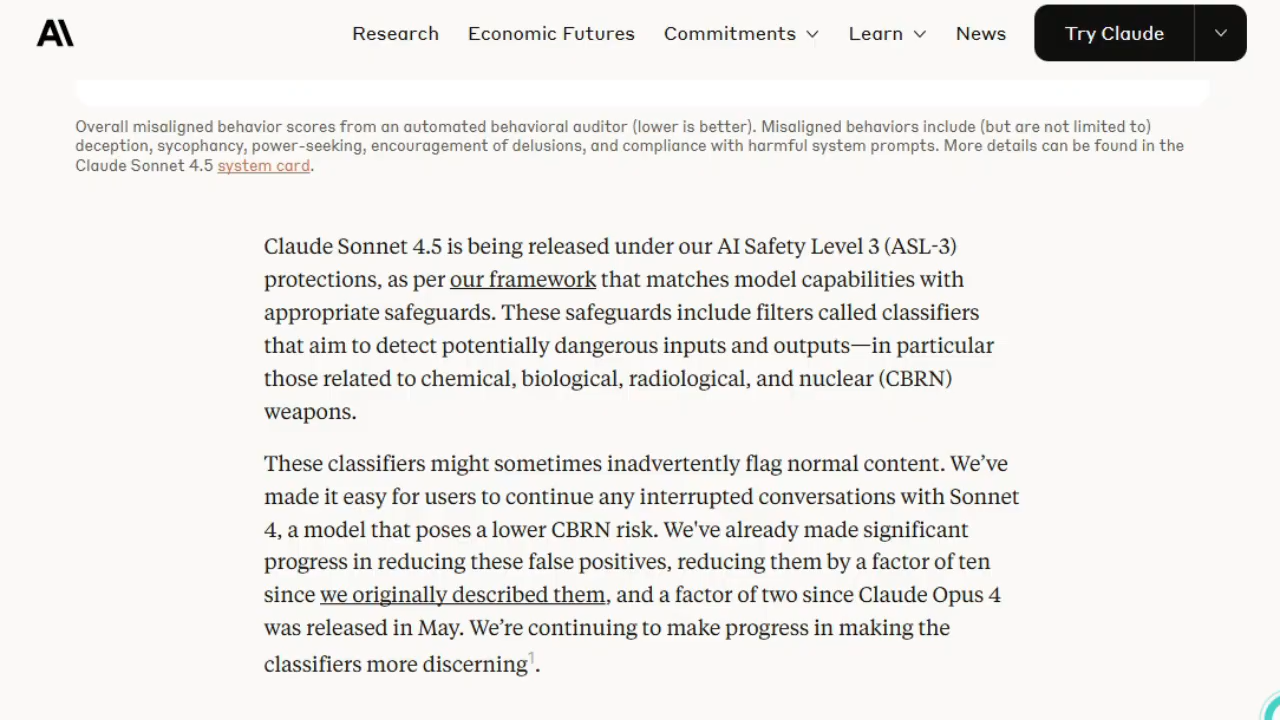 A\
Research
Economic Futures
Commitments
Learn
News
Try Claude
Overall misaligned behavior scores from an automated behavioral auditor (lower is better). Misaligned behaviors include (but are not limited to)
deception, sycophancy, power-seeking, encouragement of delusions, and compliance with harmful system prompts. More details can be found in the
Claude Sonnet 4.5 system card.
Claude Sonnet 4.5 is being released under our AI Safety Level 3 (ASL-3)
protections, as per our framework that matches model capabilities with
appropriate safeguards. These safeguards include filters called classifiers
that aim to detect potentially dangerous inputs and outputs—in particular
those related to chemical, biological, radiological, and nuclear (CBRN)
weapons.
These classifiers might sometimes inadvertently flag normal content. We’ve
made it easy for users to continue any interrupted conversations with Sonnet
4, a model that poses a lower CBRN risk. We've already made significant
progress in reducing these false positives, reducing them by a factor of ten
since we originally described them, and a factor of two since Claude Opus 4
was released in May. We’re continuing to make progress in making the
classifiers more discerning¹.